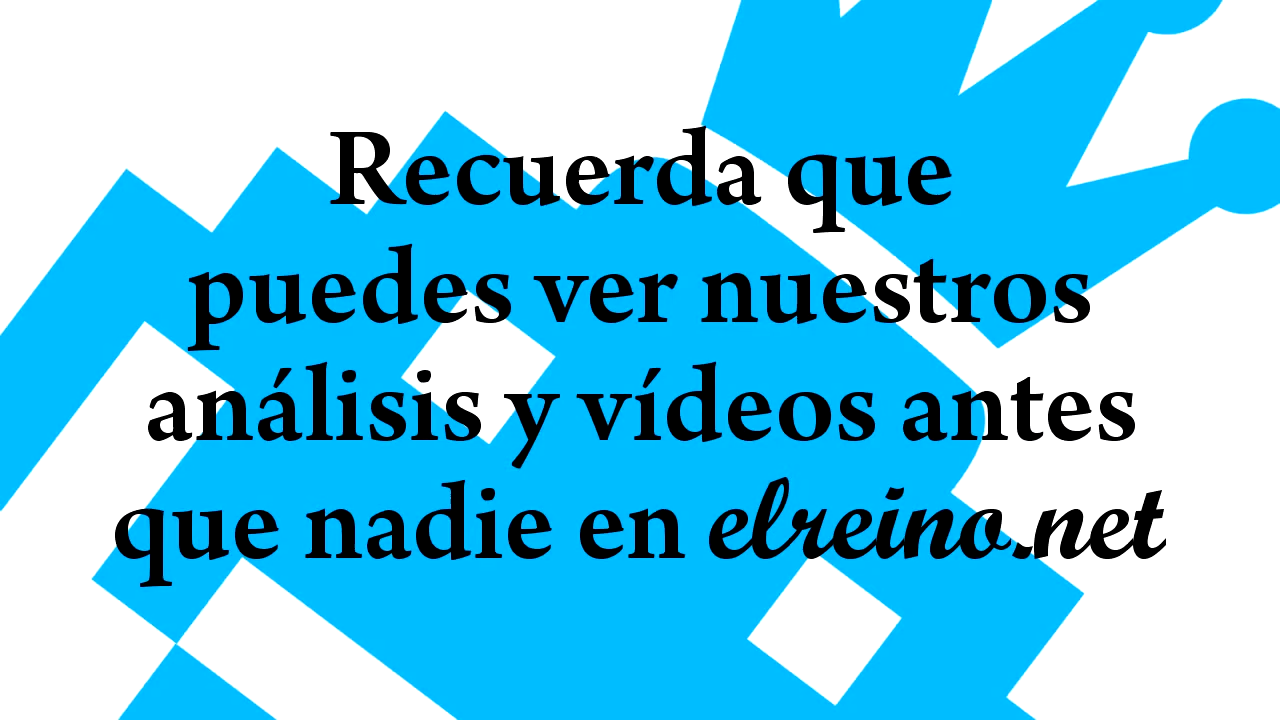 Recuerda que
puedes ver nuestros
análisis y vídeos antes
que nadie en elreino.net